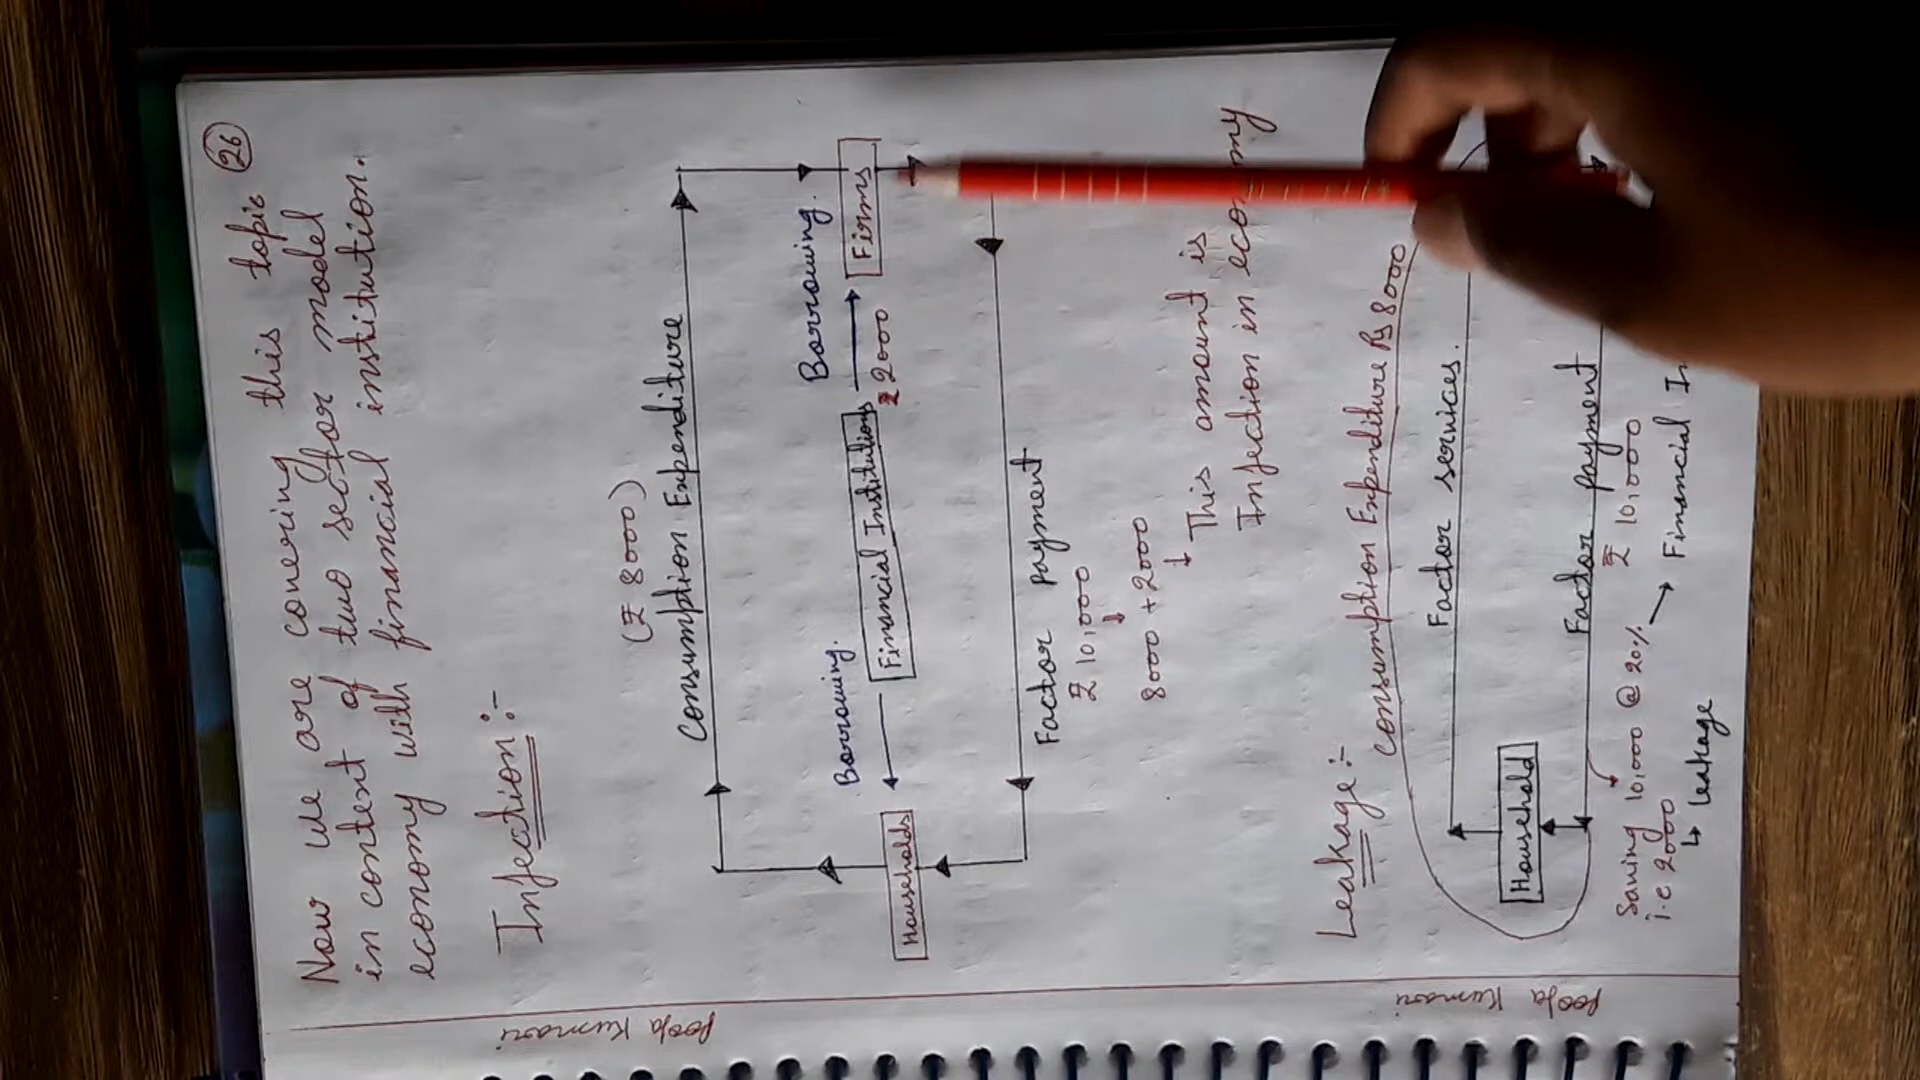 26
Now we are covering this topic
in content of two sector model
economy with financial institution.
Injection:-
(₹ 8000)
Consumption Expenditure
Borrowing.
Borrowing.
Households
Financial Institutions
Firms
₹ 2000
Factor payment
₹ 10,000
↓
8000 + 2000
↓
This amount is
Injection in economy
Leakage:-
Consumption Expenditure Rs 8000
Factor services.
Household
Factor payment
₹ 10,000
Saving 10,000 @ 20% → Financial In
i.e 2000
↳ leakage
Pooja Kumari
Pooja Kumari